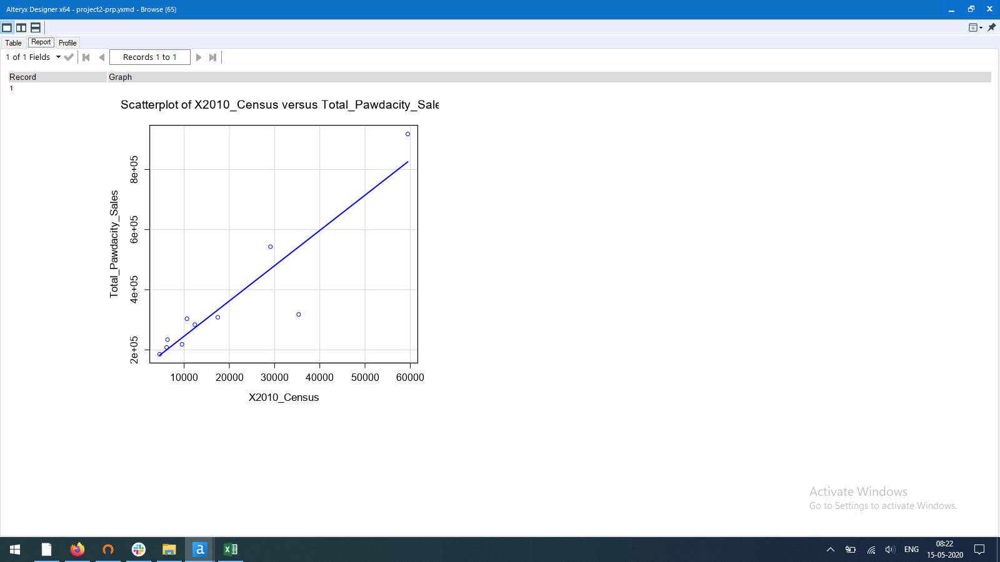 Alteryx Designer x64 - project2-prp.yxmd - Browse (65)
Table Report Profile
1 of 1 Fields Records 1 to 1
Record Graph
1
Scatterplot of X2010_Census versus Total_Pawdacity_Sale
Total_Pawdacity_Sales
8e+05
6e+05
4e+05
2e+05
10000 20000 30000 40000 50000 60000
X2010_Census
Activate Windows
Go to Settings to activate Windows.
a
X
ENG
08:22
15-05-2020